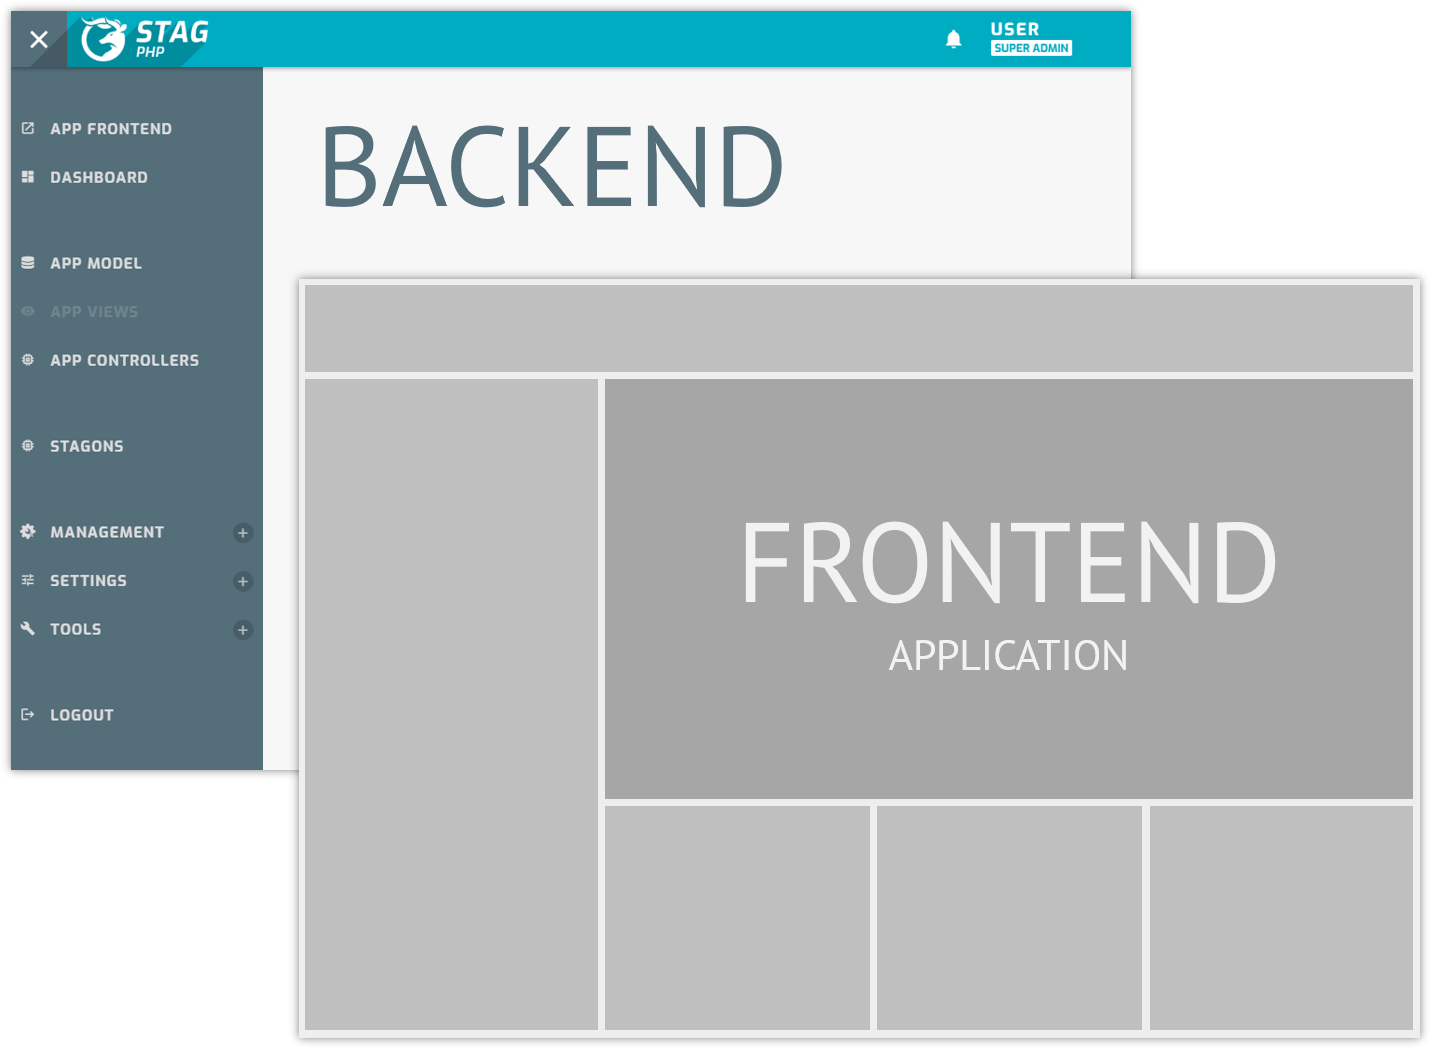 STAG
PHP
USER
SUPER ADMIN
APP FRONTEND
DASHBOARD
APP MODEL
APP VIEWS
APP CONTROLLERS
STAGONS
MANAGEMENT
SETTINGS
TOOLS
LOGOUT
BACKEND
FRONTEND
APPLICATION